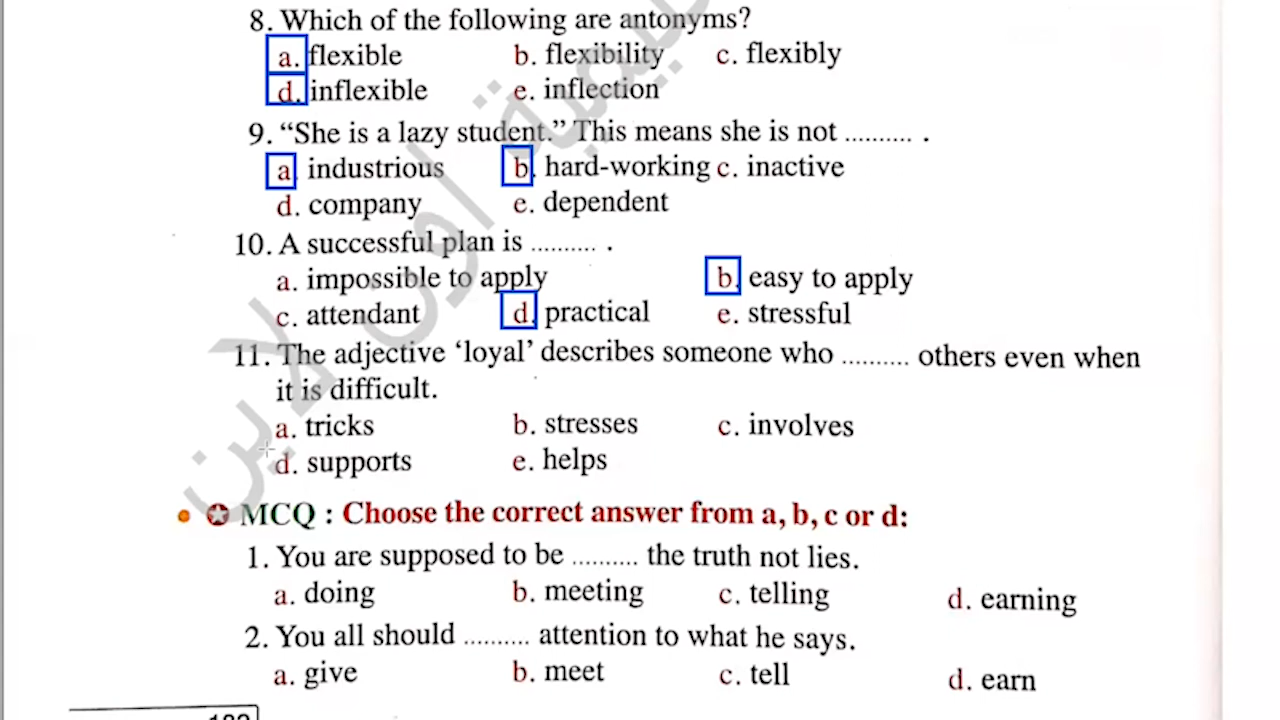 8. Which of the following are antonyms?
a. flexible b. flexibility c. flexibly
d. inflexible e. inflection
9. “She is a lazy student.” This means she is not .......... .
a. industrious b. hard-working c. inactive
d. company e. dependent
10. A successful plan is .......... .
a. impossible to apply b. easy to apply
c. attendant d. practical e. stressful
11. The adjective ‘loyal’ describes someone who .......... others even when
it is difficult.
a. tricks b. stresses c. involves
d. supports e. helps
MCQ : Choose the correct answer from a, b, c or d:
1. You are supposed to be .......... the truth not lies.
a. doing b. meeting c. telling d. earning
2. You all should .......... attention to what he says.
a. give b. meet c. tell d. earn
اون لاين